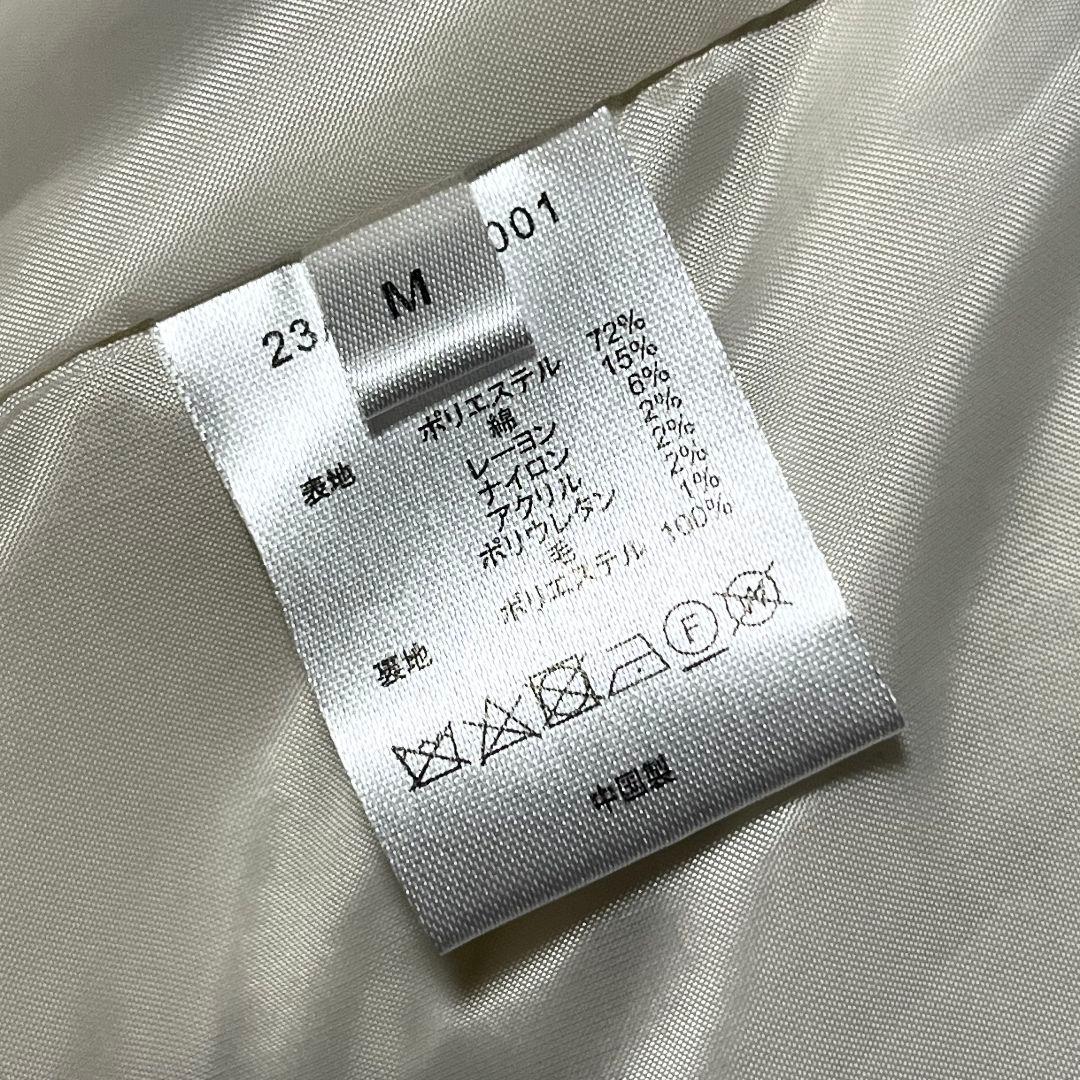 23 001
M
ポリエステル 72%
綿 15%
レーヨン 6%
ナイロン 2%
表地 アクリル 2%
ポリウレタン 2%
毛 1%
裏地 ポリエステル 100%
F
W
中国製